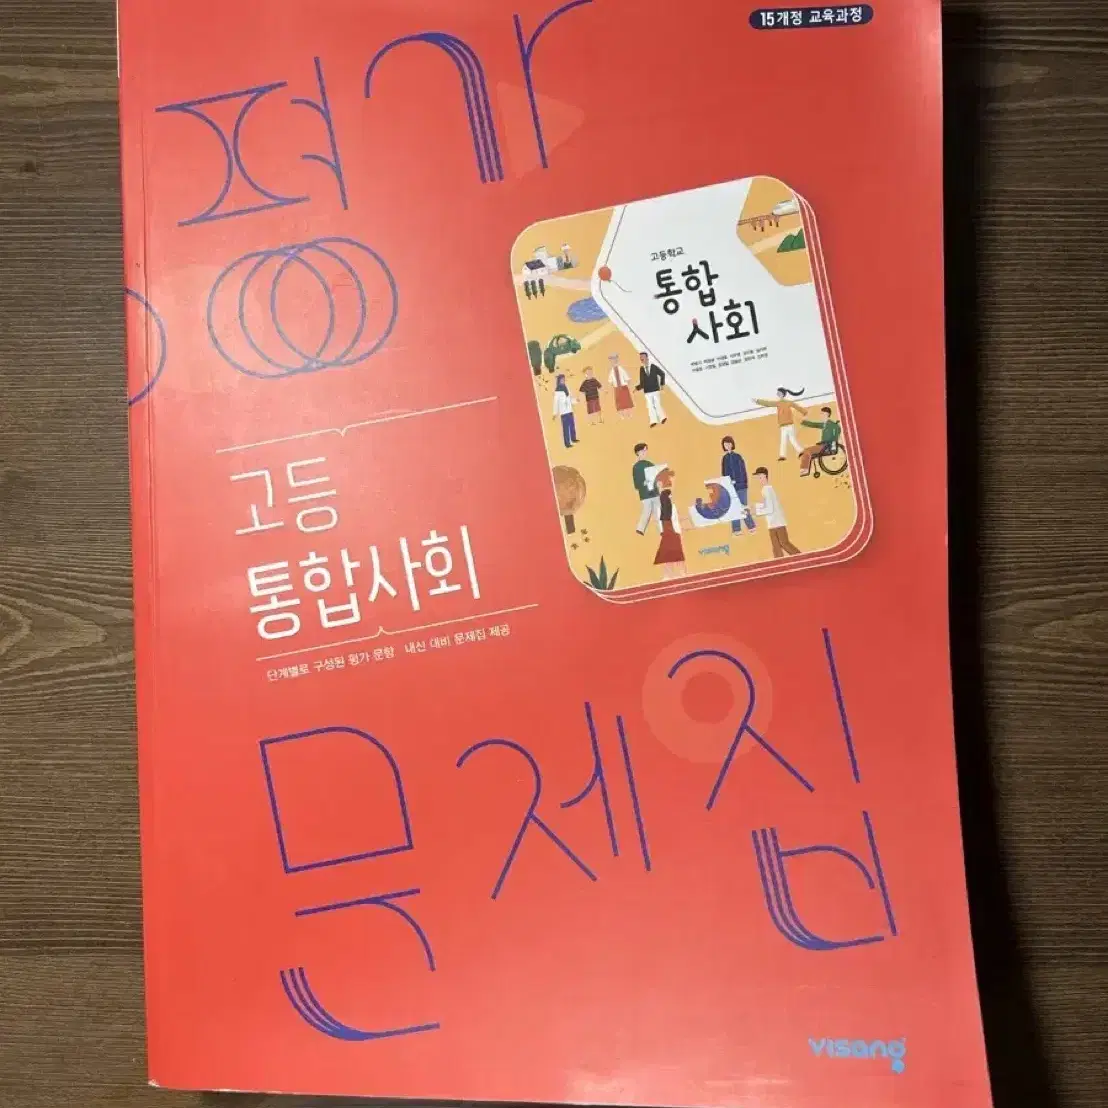 15개정 교육과정
평가
고등학교
통합
사회
visang
고등
통합사회
단계별로 구성된 평가 문항 내신 대비 문제집 제공
문제집
visang